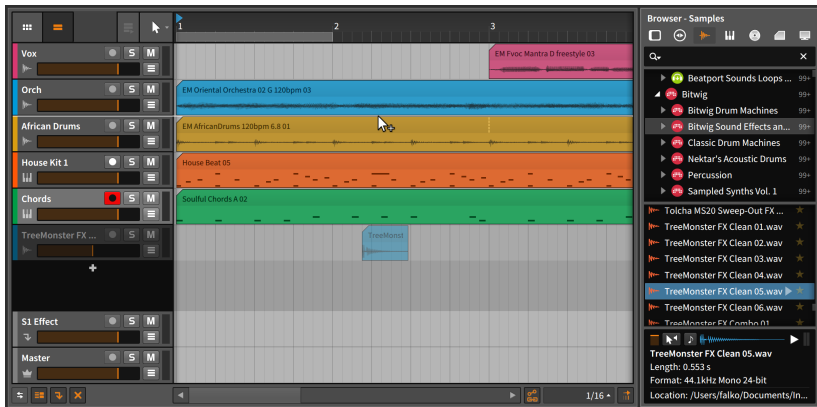 1
2
3
Vox
S M
EM Fvoc Mantra D freestyle 03
Orch
S M
EM Oriental Orchestra 02 G 120bpm 03
African Drums
S M
EM AfricanDrums 120bpm 6.8 01
House Kit 1
S M
House Beat 05
Chords
S M
Soulful Chords A 02
TreeMonster FX ...
S M
TreeMonst
S1 Effect
S M
Master
S M
1/16
Browser - Samples
Beatport Sounds Loops ... 99+
Bitwig 99+
Bitwig Drum Machines 99+
Bitwig Sound Effects an... 99+
Classic Drum Machines 99+
Nektar's Acoustic Drums 99+
Percussion 99+
Sampled Synths Vol. 1 99+
Tolcha MS20 Sweep-Out FX ...
TreeMonster FX Clean 01.wav
TreeMonster FX Clean 02.wav
TreeMonster FX Clean 03.wav
TreeMonster FX Clean 04.wav
TreeMonster FX Clean 05.wav
TreeMonster FX Clean 06.wav
TreeMonster FX Combo 01
TreeMonster FX Clean 05.wav
Length: 0.553 s
Format: 44.1kHz Mono 24-bit
Location: /Users/falko/Documents/In...